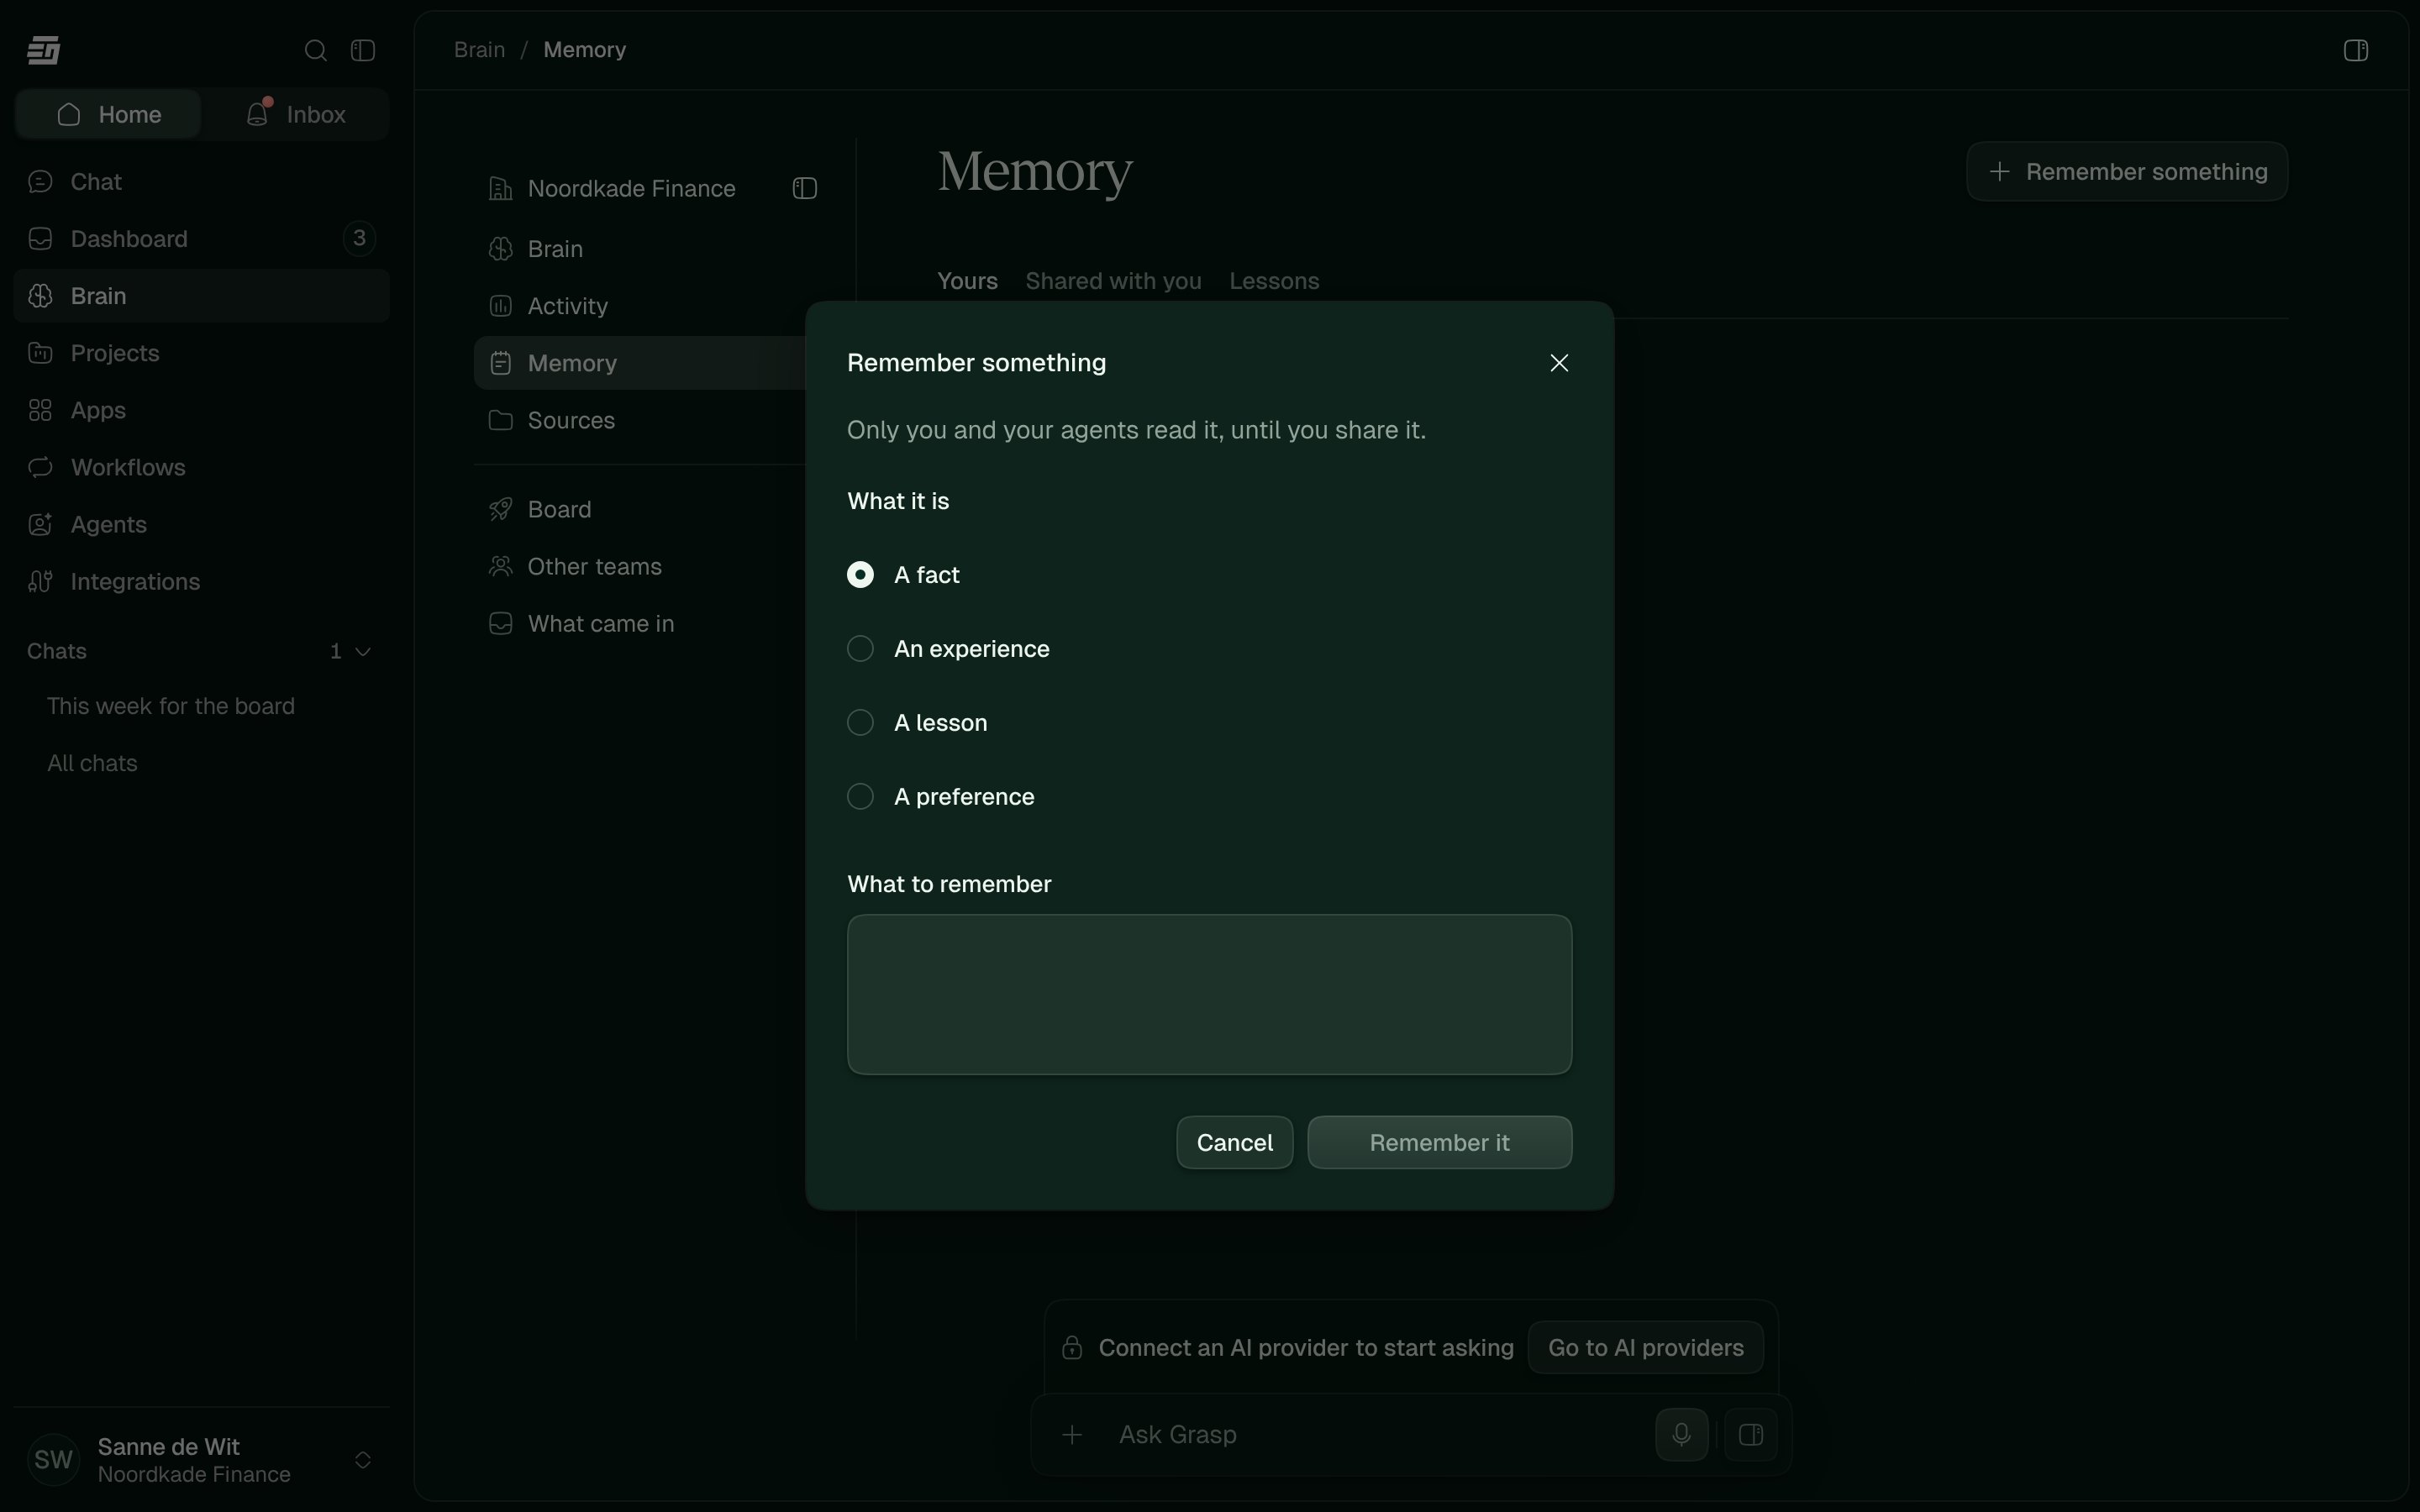 Home
Inbox
Chat
Dashboard
3
Brain
Projects
Apps
Workflows
Agents
Integrations
Chats
1
This week for the board
All chats
SW
Sanne de Wit
Noordkade Finance
Brain / Memory
Noordkade Finance
Brain
Activity
Memory
Sources
Board
Other teams
What came in
Memory
Remember something
Yours
Shared with you
Lessons
Remember something
Only you and your agents read it, until you share it.
What it is
A fact
An experience
A lesson
A preference
What to remember
Cancel
Remember it
Connect an AI provider to start asking
Go to AI providers
Ask Grasp